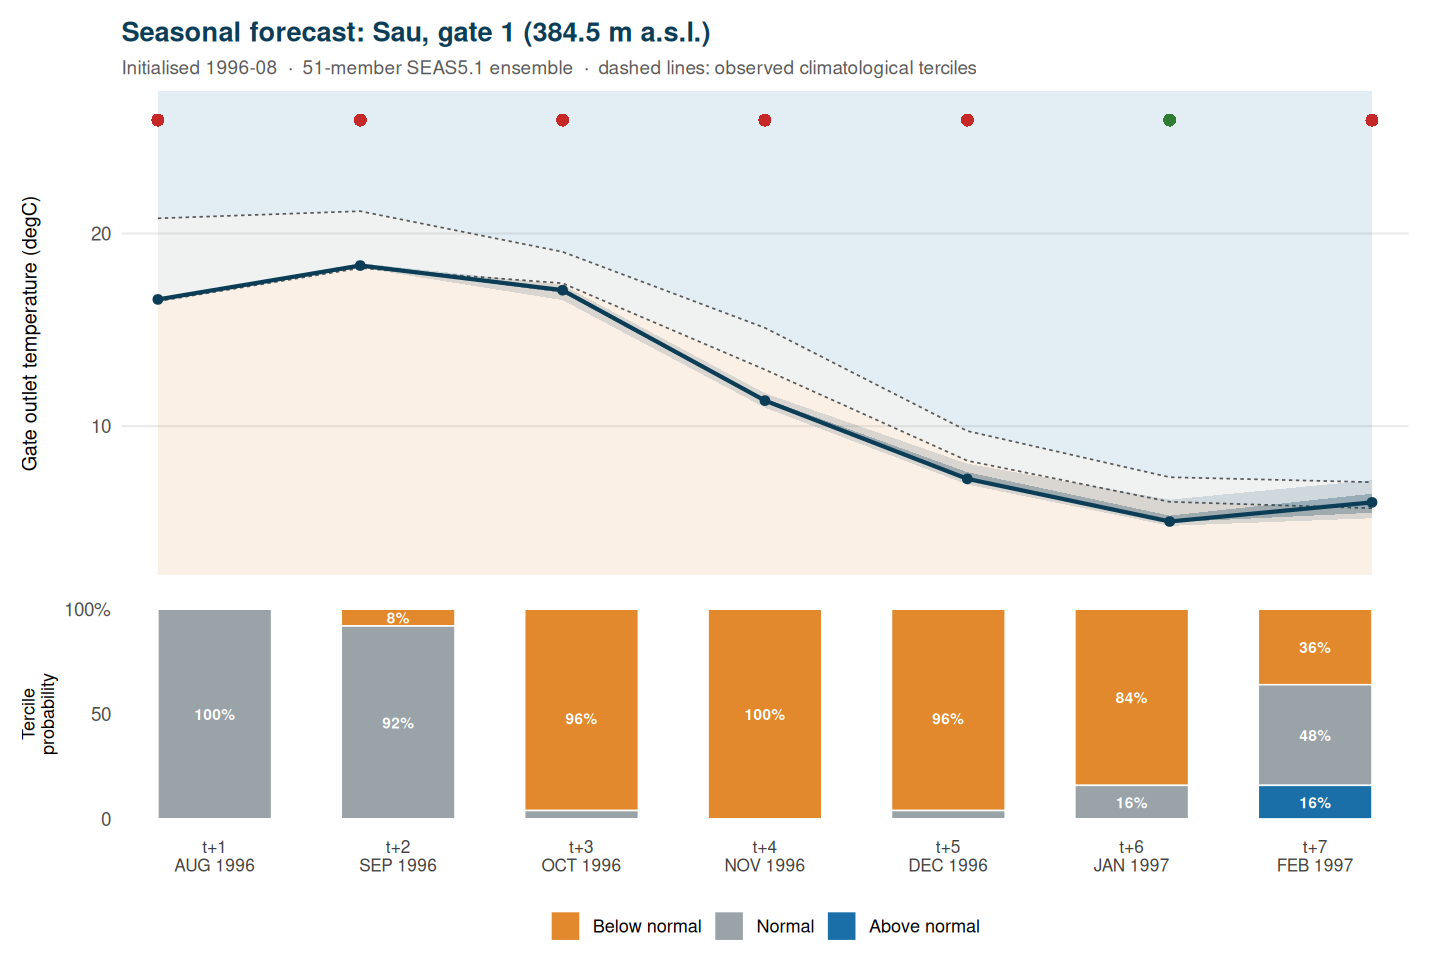 Seasonal forecast: Sau, gate 1 (384.5 m a.s.l.)
Initialised 1996-08 · 51-member SEAS5.1 ensemble · dashed lines: observed climatological terciles
Gate outlet temperature (degC)
20
10
Tercile
probability
100%
50
0
100%
8%
92%
96%
100%
96%
84%
16%
36%
48%
16%
t+1
AUG 1996
t+2
SEP 1996
t+3
OCT 1996
t+4
NOV 1996
t+5
DEC 1996
t+6
JAN 1997
t+7
FEB 1997
Below normal
Normal
Above normal